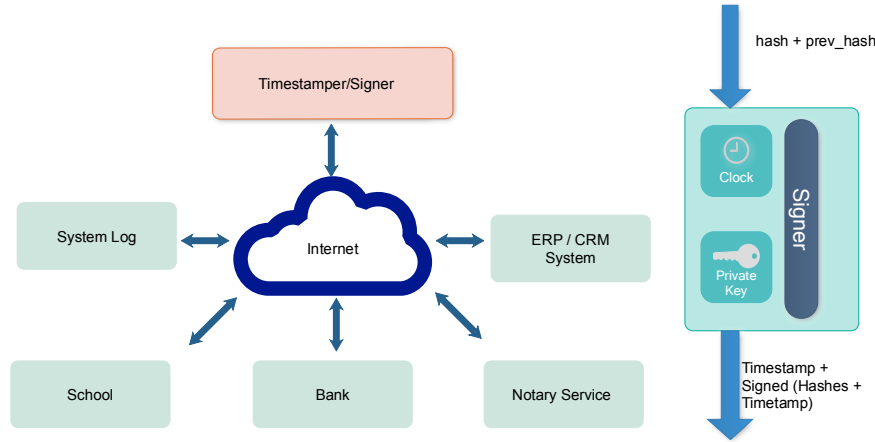 Timestamper/Signer
System Log
Internet
ERP / CRM
System
School
Bank
Notary Service
hash + prev_hash
Clock
Private
Key
Signer
Timestamp +
Signed (Hashes +
Timetamp)